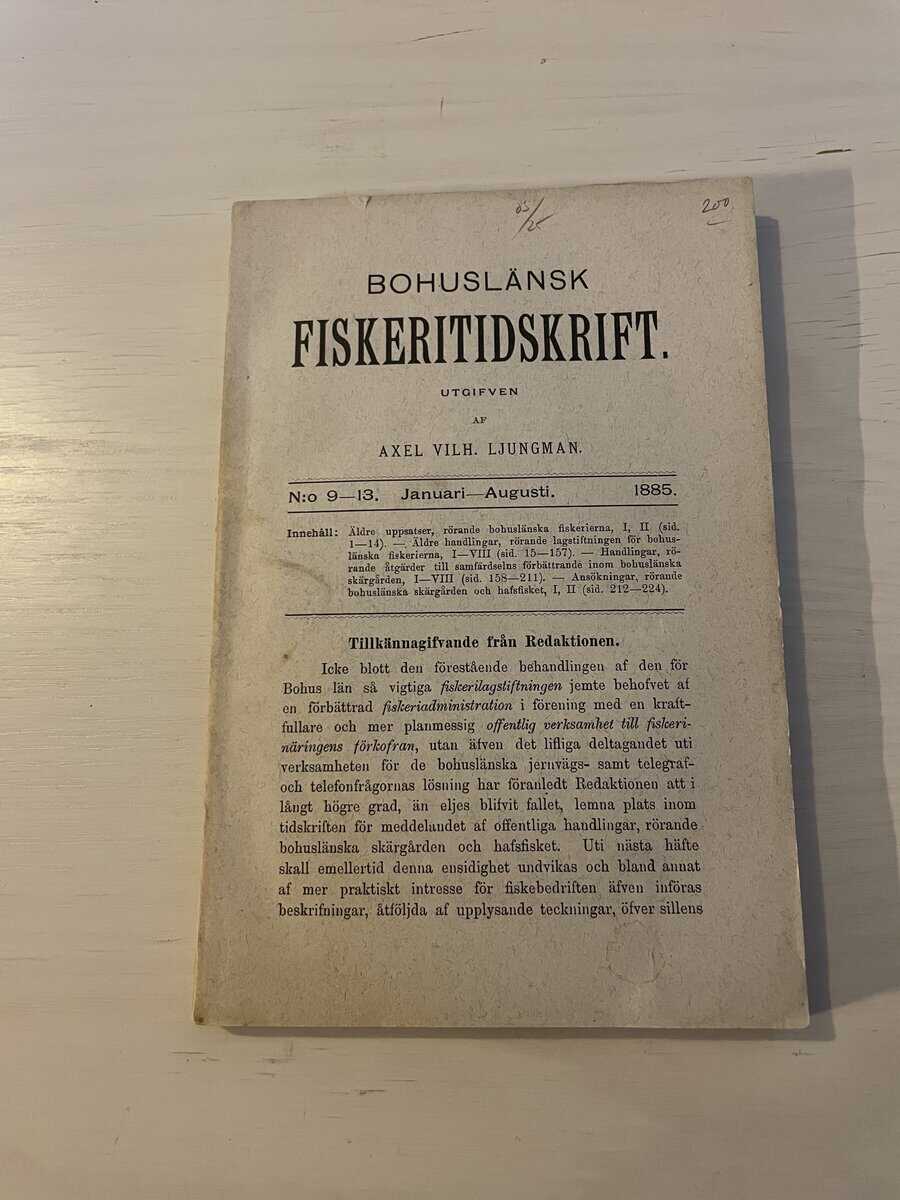 05/2-
200
BOHUSLÄNSK
FISKERITIDSKRIFT.
UTGIFVEN
AF
AXEL VILH. LJUNGMAN.
N:o 9—13. Januari—Augusti. 1885.
Innehåll: Äldre uppsatser, rörande bohuslänska fiskerierna, I, II (sid.
1—14). — Äldre handlingar, rörande lagstiftningen för bohus-
länska fiskerierna, I—VIII (sid. 15—157). — Handlingar, rö-
rande åtgärder till samfärdselns förbättrande inom bohuslänska
skärgården, I—VIII (sid. 158—211). — Ansökningar, rörande
bohuslänska skärgården och hafsfisket, I, II (sid. 212—224).
Tillkännagifvande från Redaktionen.
Icke blott den förestående behandlingen af den för
Bohus län så vigtiga fiskerilagstiftningen jemte behofvet af
en förbättrad fiskeriadministration i förening med en kraft-
fullare och mer planmessig offentlig verksamhet till fiskeri-
näringens förkofran, utan äfven det lifliga deltagandet uti
verksamheten för de bohuslänska jernvägs- samt telegraf-
och telefonfrågornas lösning har föranledt Redaktionen att i
långt högre grad, än eljes blifvit fallet, lemna plats inom
tidskriften för meddelandet af offentliga handlingar, rörande
bohuslänska skärgården och hafsfisket. Uti nästa häfte
skall emellertid denna ensidighet undvikas och bland annat
af mer praktiskt intresse för fiskebedriften äfven införas
beskrifningar, åtföljda af upplysande teckningar, öfver sillens